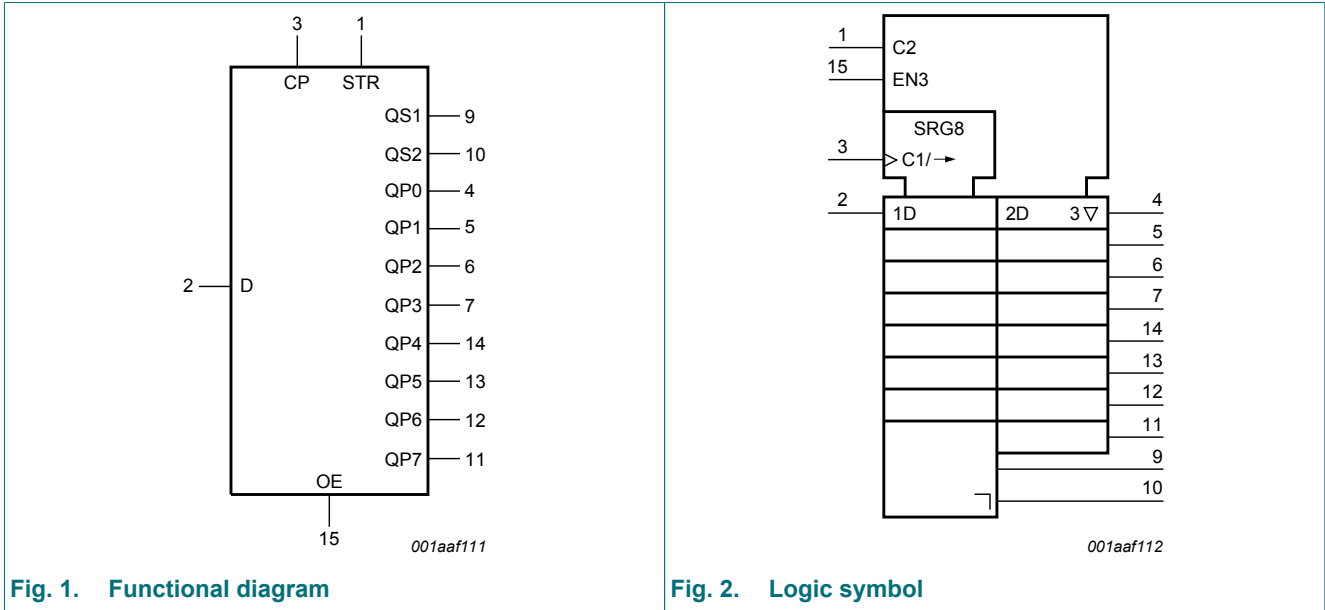 3 1
CP STR
QS1 9
QS2 10
QP0 4
QP1 5
QP2 6
2 D
QP3 7
QP4 14
QP5 13
QP6 12
QP7 11
OE
15
001aaf111
Fig. 1. Functional diagram
1 C2
15 EN3
SRG8
3 C1/→
2 1D 2D 3▽ 4
5
6
7
14
13
12
11
9
10
001aaf112
Fig. 2. Logic symbol